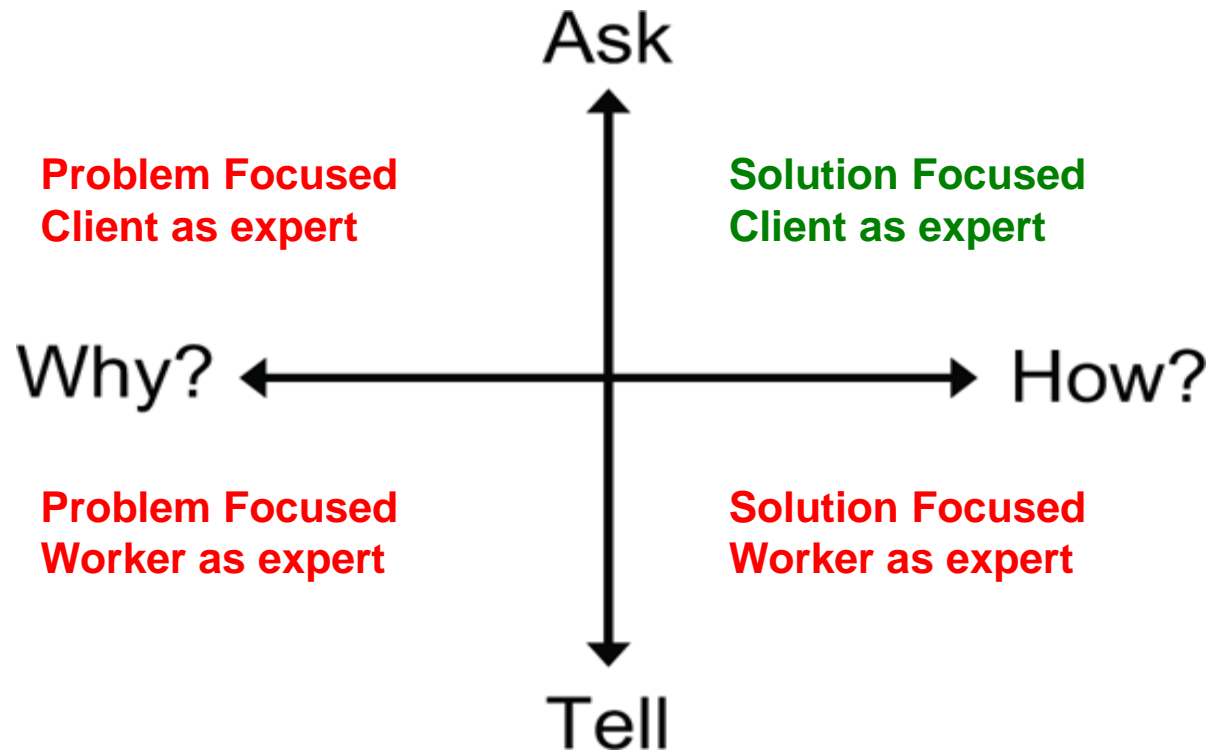 Ask
Problem Focused
Client as expert
Solution Focused
Client as expert
Why?
How?
Problem Focused
Worker as expert
Solution Focused
Worker as expert
Tell